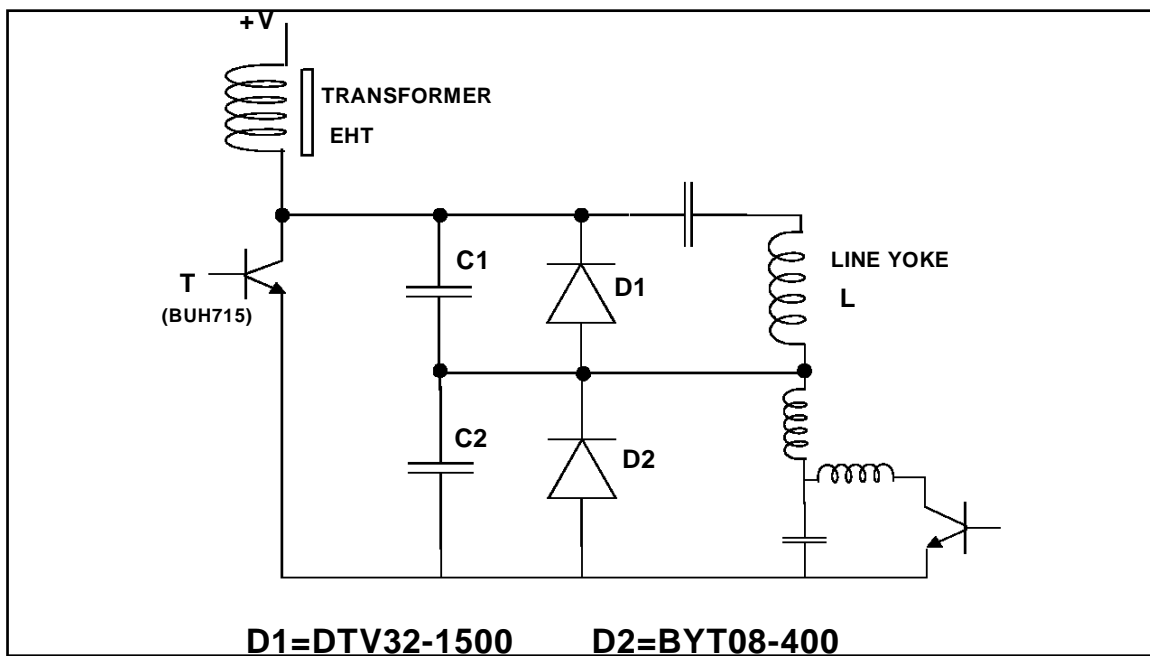 +V
TRANSFORMER
EHT
C1
D1
LINE YOKE
L
T
(BUH715)
C2
D2
D1=DTV32-1500 D2=BYT08-400